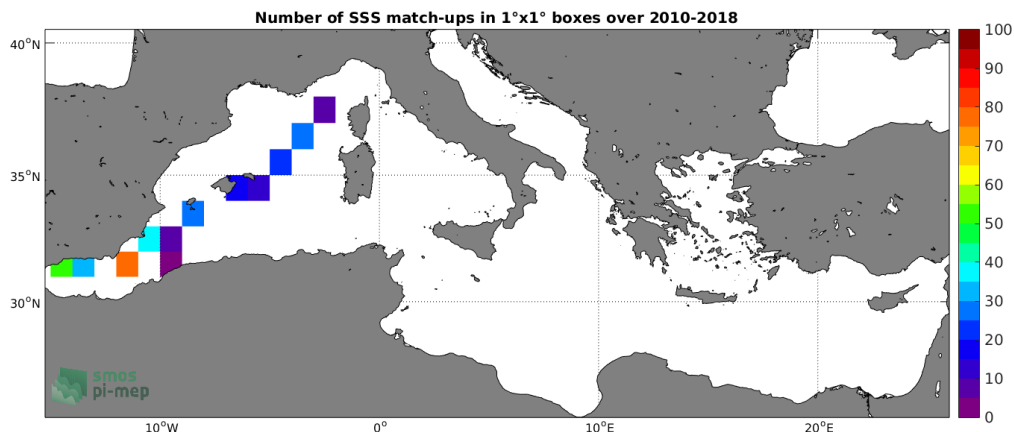 Number of SSS match-ups in 1°x1° boxes over 2010-2018
40°N
35°N
30°N
10°W
0°
10°E
20°E
100
90
80
70
60
50
40
30
20
10
0
smos
pi-mep